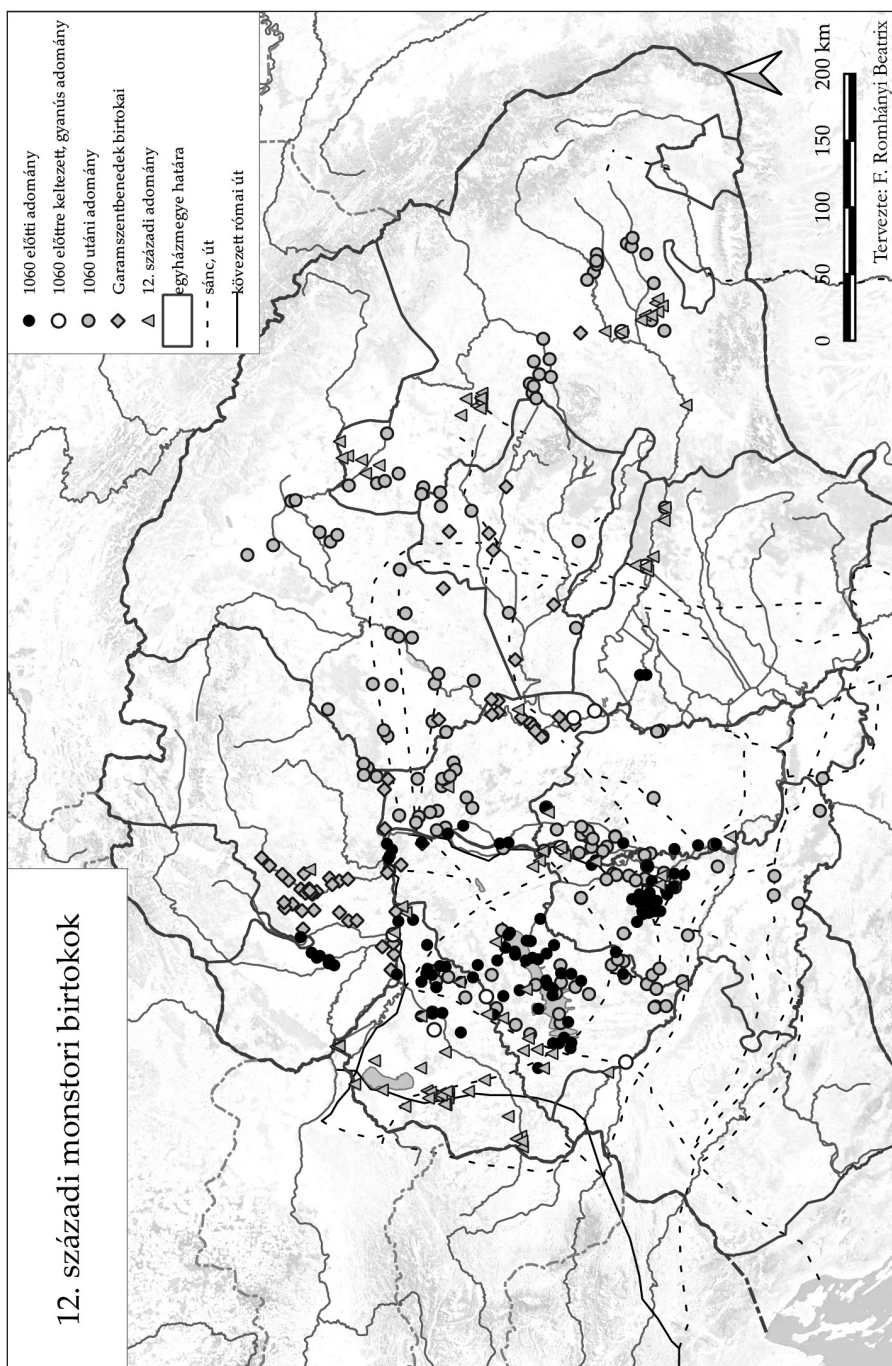 12. századi monstori birtokok
1060 előtti adomány
1060 előttre keltezett, gyanús adomány
1060 utáni adomány
Garamszentbenedek birtokai
12. századi adomány
egyházmegye határa
sánc, út
kövezett római út
0 50 100 150 200 km
Tervezte: F. Romhányi Beatrix